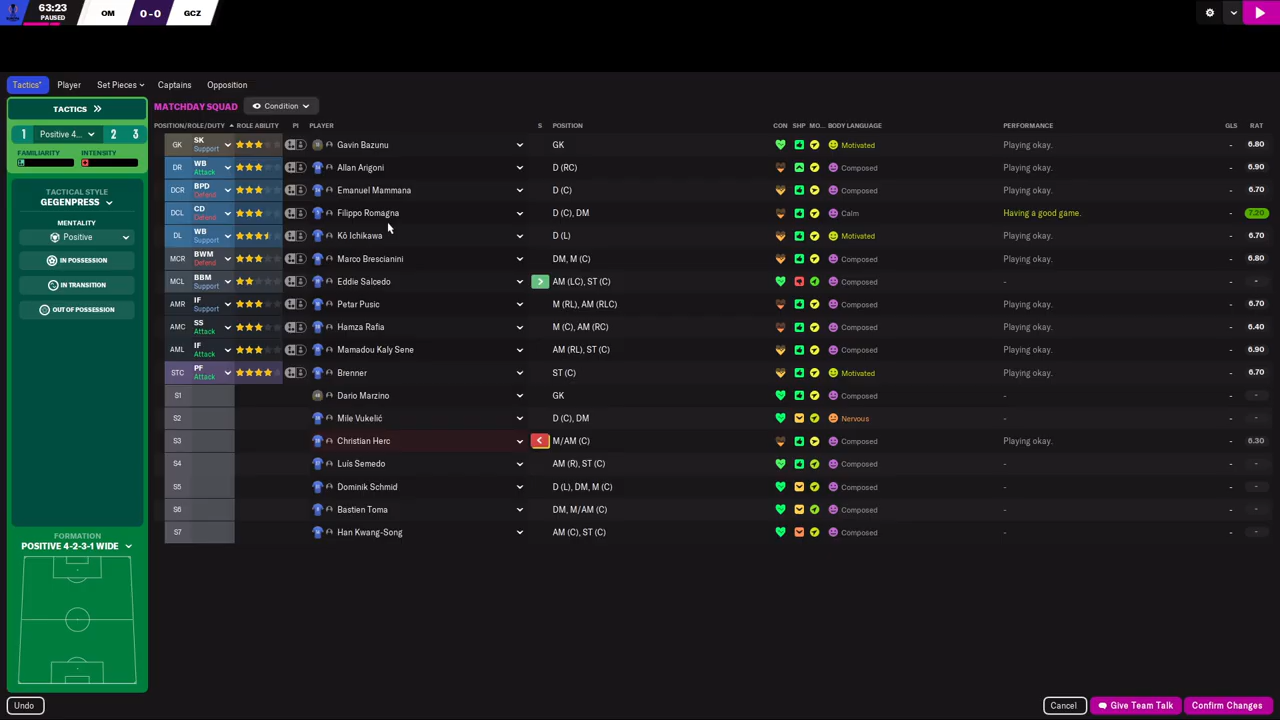 63:23
PAUSED
OM 0-0 GCZ
Tactics* Player Set Pieces Captains Opposition
TACTICS
1 Positive 4... 2 3
FAMILIARITY INTENSITY
TACTICAL STYLE
GEGENPRESS
MENTALITY
Positive
IN POSSESSION
IN TRANSITION
OUT OF POSSESSION
FORMATION
POSITIVE 4-2-3-1 WIDE
MATCHDAY SQUAD Condition
POSITION/ROLE/DUTY ROLE ABILITY PI PLAYER S POSITION CON SHP MO... BODY LANGUAGE PERFORMANCE GLS RAT
GK SK Support Gavin Bazunu GK Motivated Playing okay. - 6.80
DR WB Attack Allan Arigoni D (RC) Composed Playing okay. - 6.90
DCR BPD Defend Emanuel Mammana D (C) Composed Playing okay. - 6.70
DCL CD Defend Filippo Romagna D (C), DM Calm Having a good game. - 7.20
DL WB Support Kō Ichikawa D (L) Motivated Playing okay. - 6.70
MCR BWM Defend Marco Brescianini DM, M (C) Composed Playing okay. - 6.80
MCL BBM Support Eddie Salcedo AM (LC), ST (C) Composed - - -
AMR IF Support Petar Pusic M (RL), AM (RLC) Composed Playing okay. - 6.70
AMC SS Attack Hamza Rafia M (C), AM (RC) Composed Playing okay. - 6.40
AML IF Attack Mamadou Kaly Sene AM (RL), ST (C) Composed Playing okay. - 6.90
STC PF Attack Brenner ST (C) Motivated Playing okay. - 6.70
S1 Dario Marzino GK Composed - - -
S2 Mile Vukelić D (C), DM Nervous - - -
S3 Christian Herc M/AM (C) Composed Playing okay. - 6.30
S4 Luís Semedo AM (R), ST (C) Composed - - -
S5 Dominik Schmid D (L), DM, M (C) Composed - - -
S6 Bastien Toma DM, M/AM (C) Composed - - -
S7 Han Kwang-Song AM (C), ST (C) Composed - - -
Undo Cancel Give Team Talk Confirm Changes